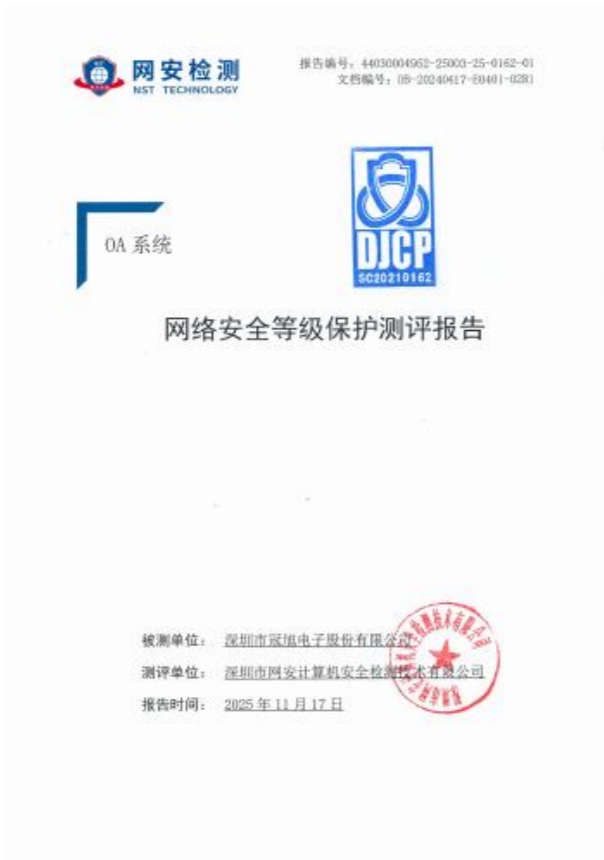 网安检测
NST TECHNOLOGY
报告编号：44030004962-25003-25-0162-01
文档编号：DB-20240617-E0401-0281
DJCP
SC20210162
OA 系统
网络安全等级保护测评报告
被测单位：深圳市冠旭电子股份有限公司
测评单位：深圳市网安计算机安全检测技术有限公司
报告时间：2025 年 11 月 17 日